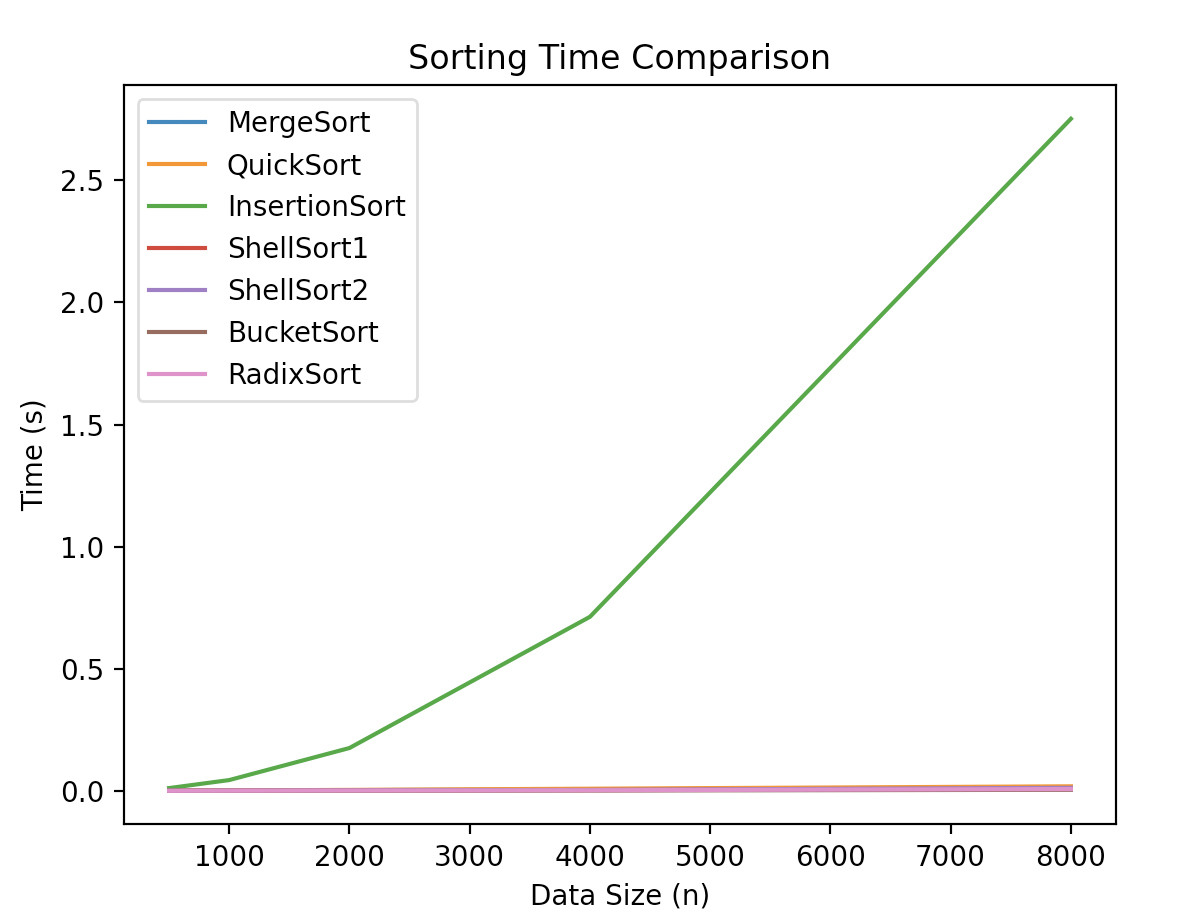 Sorting Time Comparison
MergeSort
QuickSort
InsertionSort
ShellSort1
ShellSort2
BucketSort
RadixSort
Time (s)
2.5
2.0
1.5
1.0
0.5
0.0
1000 2000 3000 4000 5000 6000 7000 8000
Data Size (n)